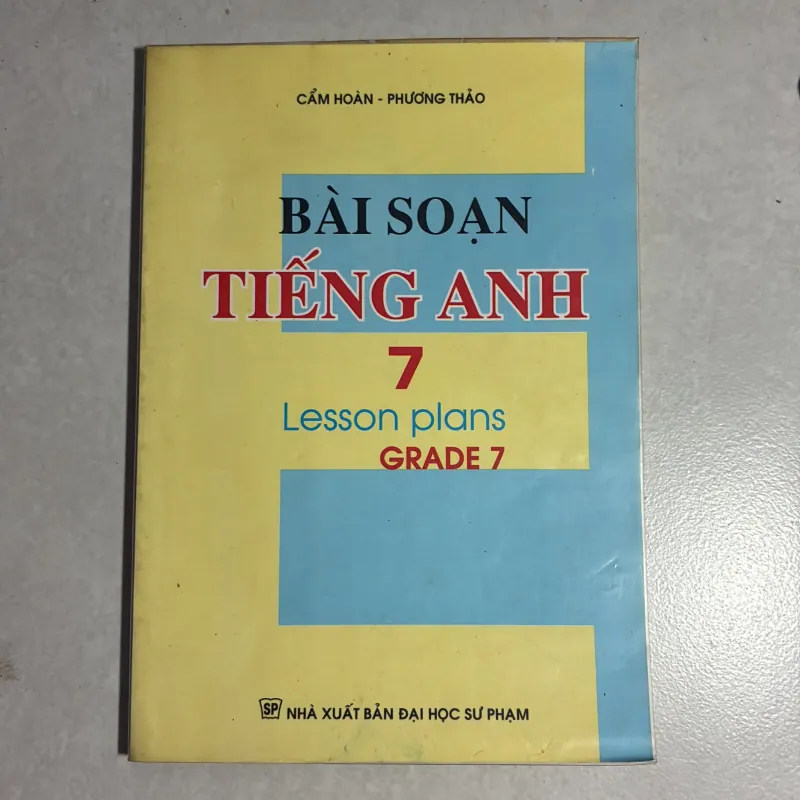 CẨM HOÀN - PHƯƠNG THẢO
BÀI SOẠN
TIẾNG ANH
7
Lesson plans
GRADE 7
SP NHÀ XUẤT BẢN ĐẠI HỌC SƯ PHẠM